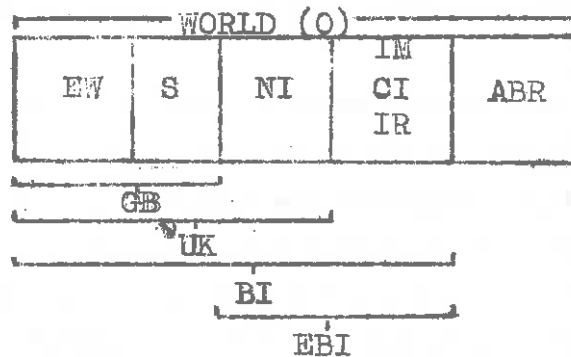 WORLD (O)
EW S NI IM CI IR ABR
GB
UK
BI
EBI